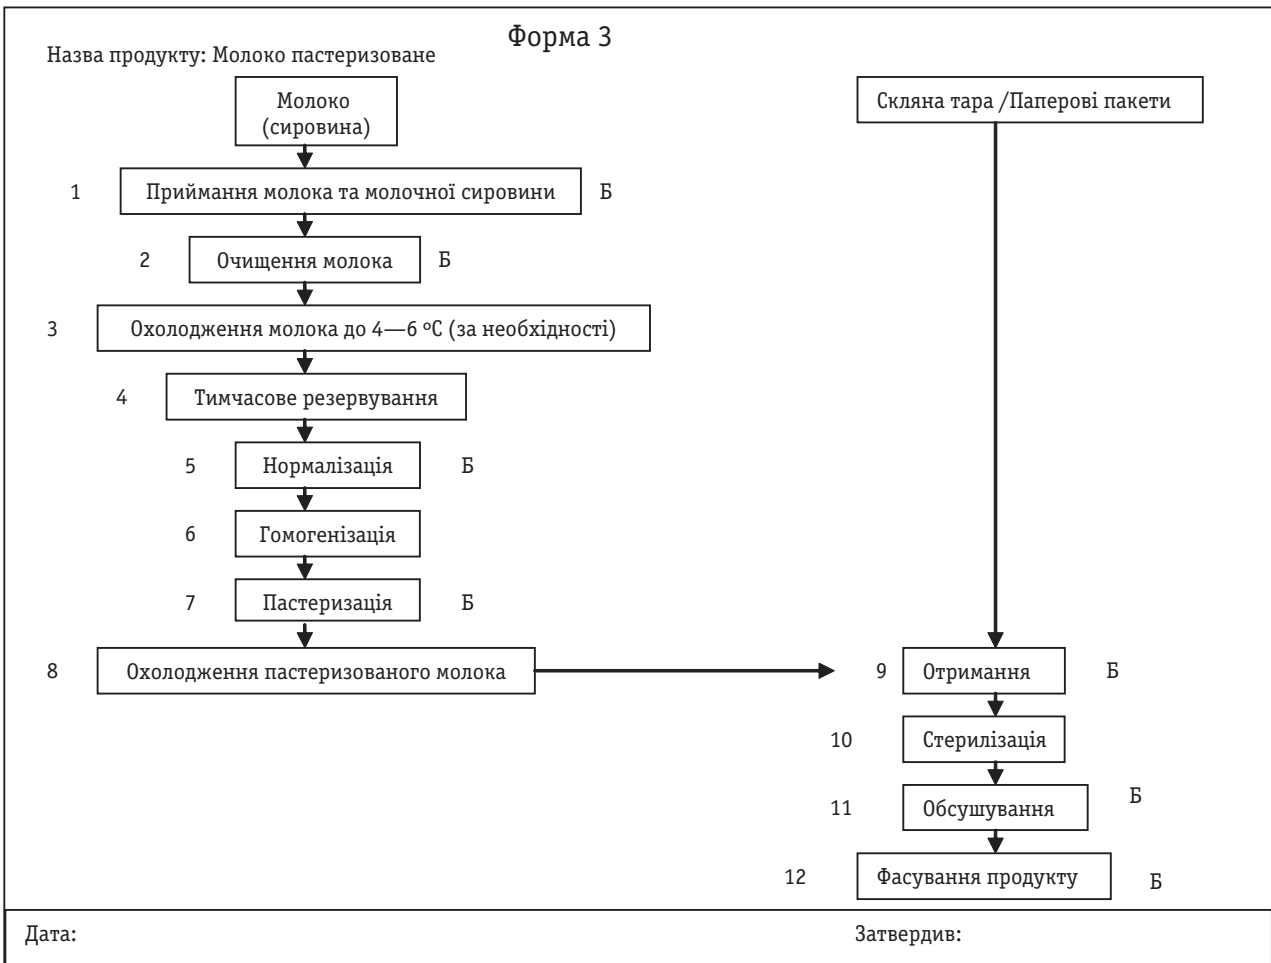 Форма 3
Назва продукту: Молоко пастеризоване
Молоко
(сировина)
Скляна тара /Паперові пакети
1 Приймання молока та молочної сировини Б
2 Очищення молока Б
3 Охолодження молока до 4—6 ºС (за необхідності)
4 Тимчасове резервування
5 Нормалізація Б
6 Гомогенізація
7 Пастеризація Б
8 Охолодження пастеризованого молока
9 Отримання Б
10 Стерилізація
11 Обсушування Б
12 Фасування продукту Б
Дата: Затвердив: